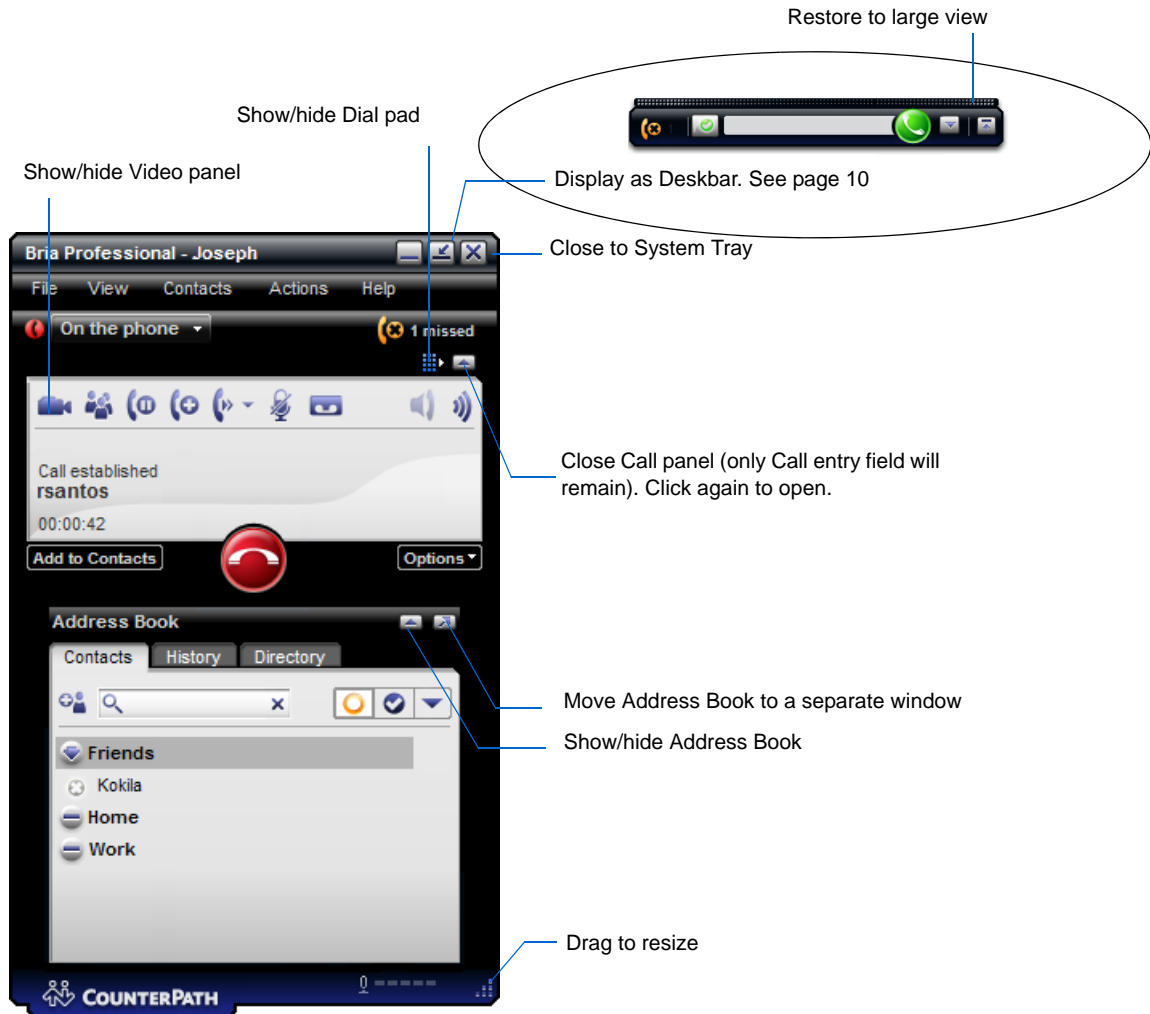 Restore to large view
Show/hide Dial pad
Show/hide Video panel
Display as Deskbar. See page 10
Bria Professional - Joseph
Close to System Tray
File View Contacts Actions Help
On the phone
1 missed
Call established
rsantos
00:00:42
Close Call panel (only Call entry field will
remain). Click again to open.
Add to Contacts
Options
Address Book
Contacts History Directory
Move Address Book to a separate window
Show/hide Address Book
Friends
Kokila
Home
Work
Drag to resize
COUNTERPATH